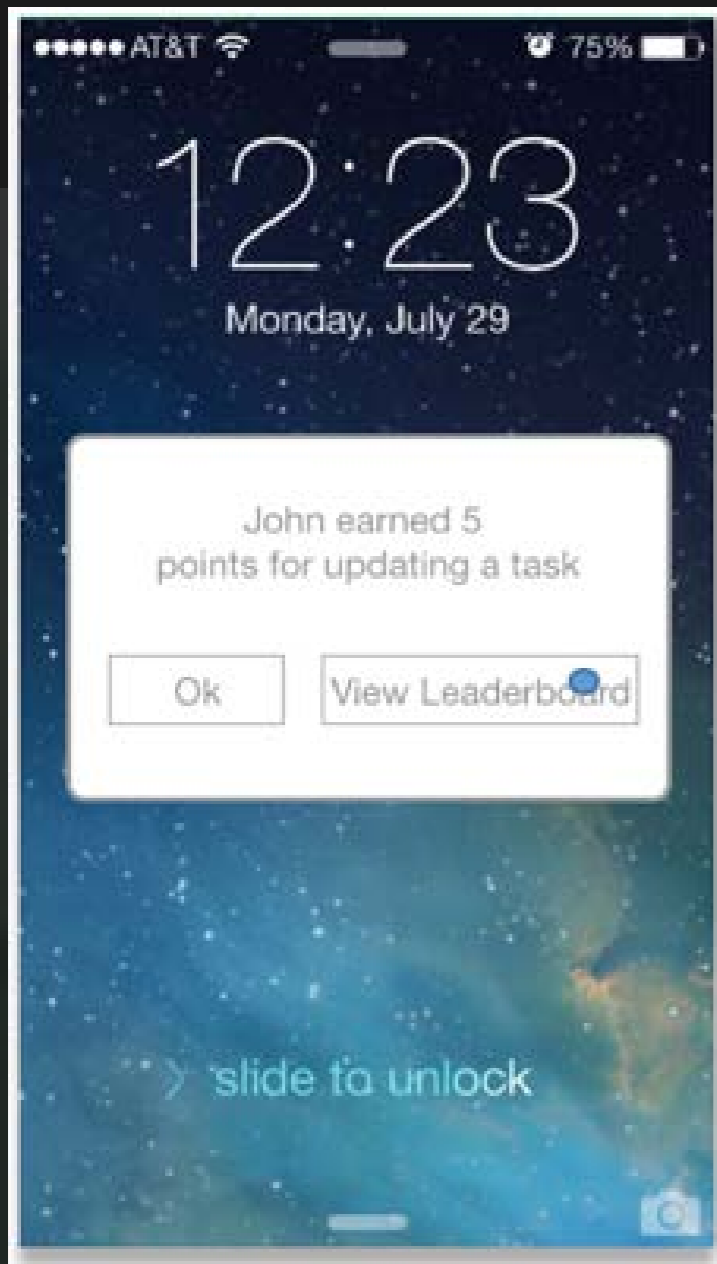 AT&T 75%
12:23
Monday, July 29
John earned 5
points for updating a task
Ok View Leaderboard
> slide to unlock